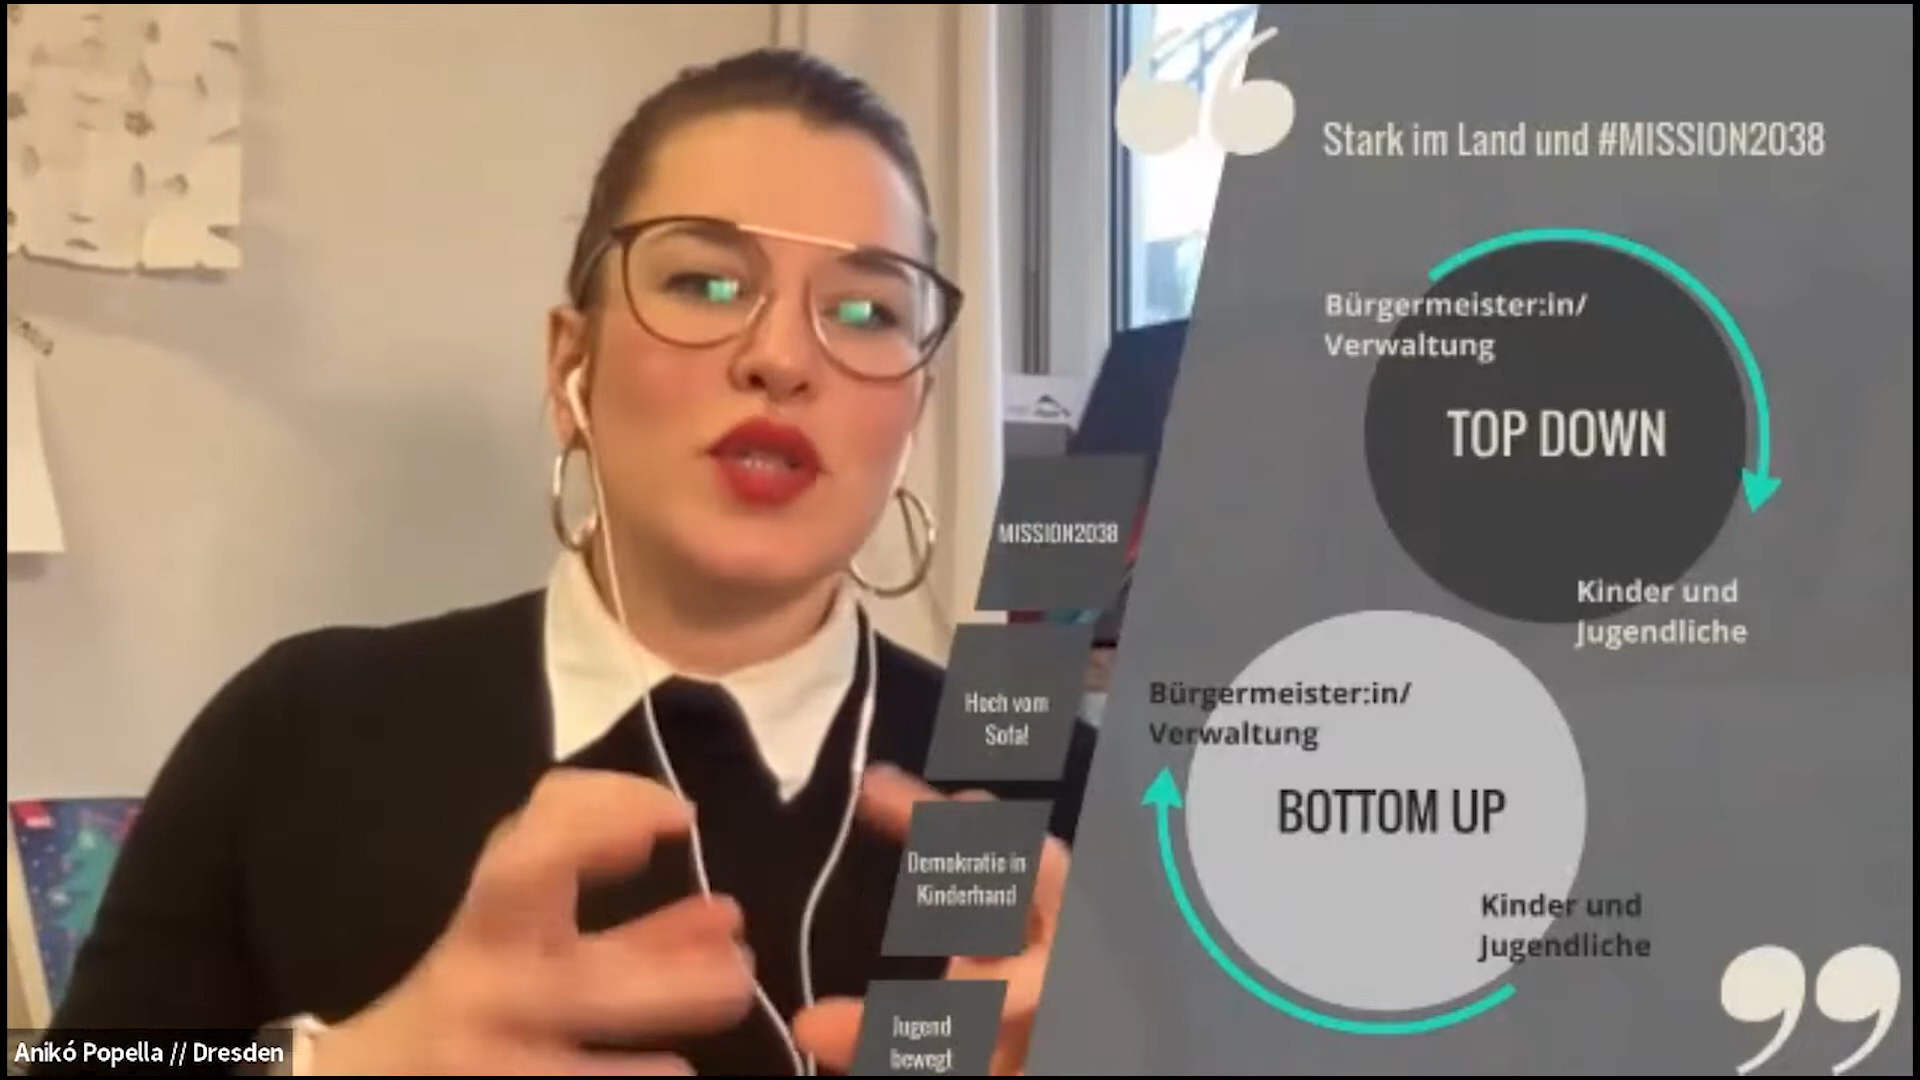 Stark im Land und #MISSION2038
Bürgermeister:in/
Verwaltung
TOP DOWN
Kinder und
Jugendliche
Bürgermeister:in/
Verwaltung
BOTTOM UP
Kinder und
Jugendliche
MISSION2038
Hoch vom
Sofa!
Demokratie in
Kinderhand
Jugend
bewegt
Anikó Popella // Dresden